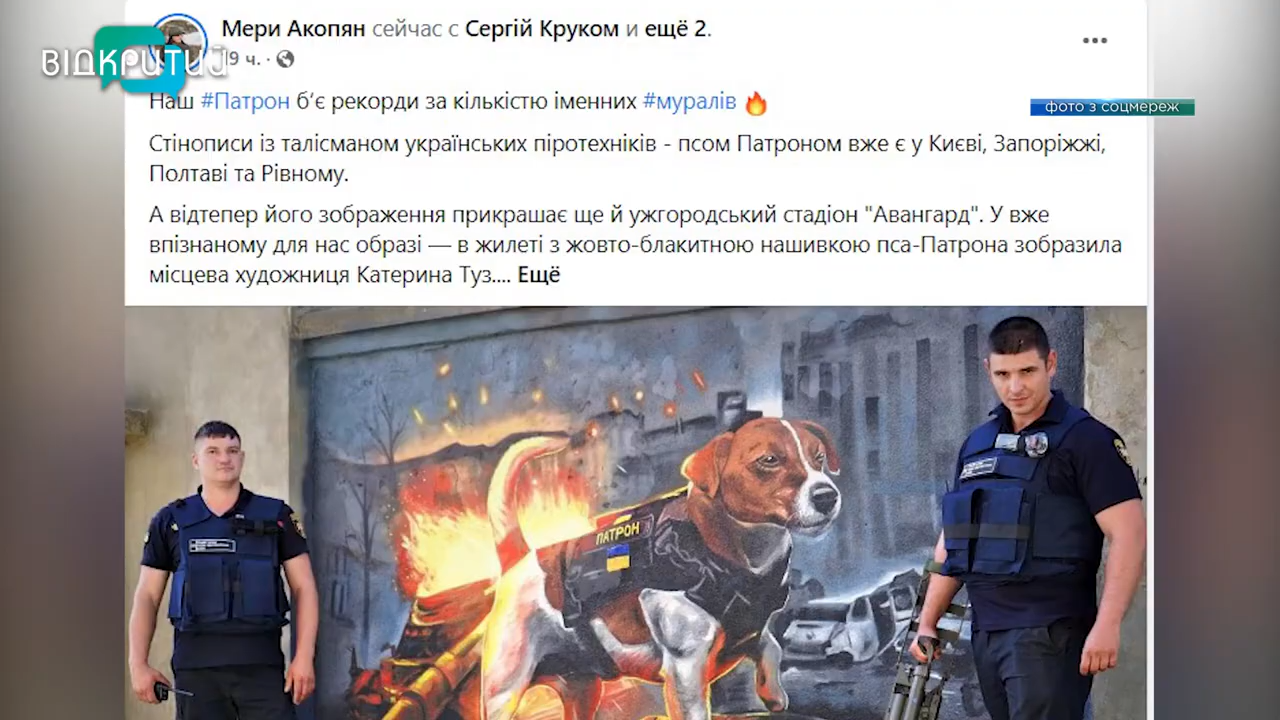 Мери Акопян сейчас с Сергій Круком и ещё 2.
ВІДКРИТИЙ
9 ч. ·
Наш #Патрон б’є рекорди за кількістю іменних #муралів 🔥
фото з соцмереж
Стінописи із талісманом українських піротехніків - псом Патроном вже є у Києві, Запоріжжі,
Полтаві та Рівному.
А відтепер його зображення прикрашає ще й ужгородський стадіон "Авангард". У вже
впізнаному для нас образі — в жилеті з жовто-блакитною нашивкою пса-Патрона зобразила
місцева художниця Катерина Туз.... Ещё
ПАТРОН